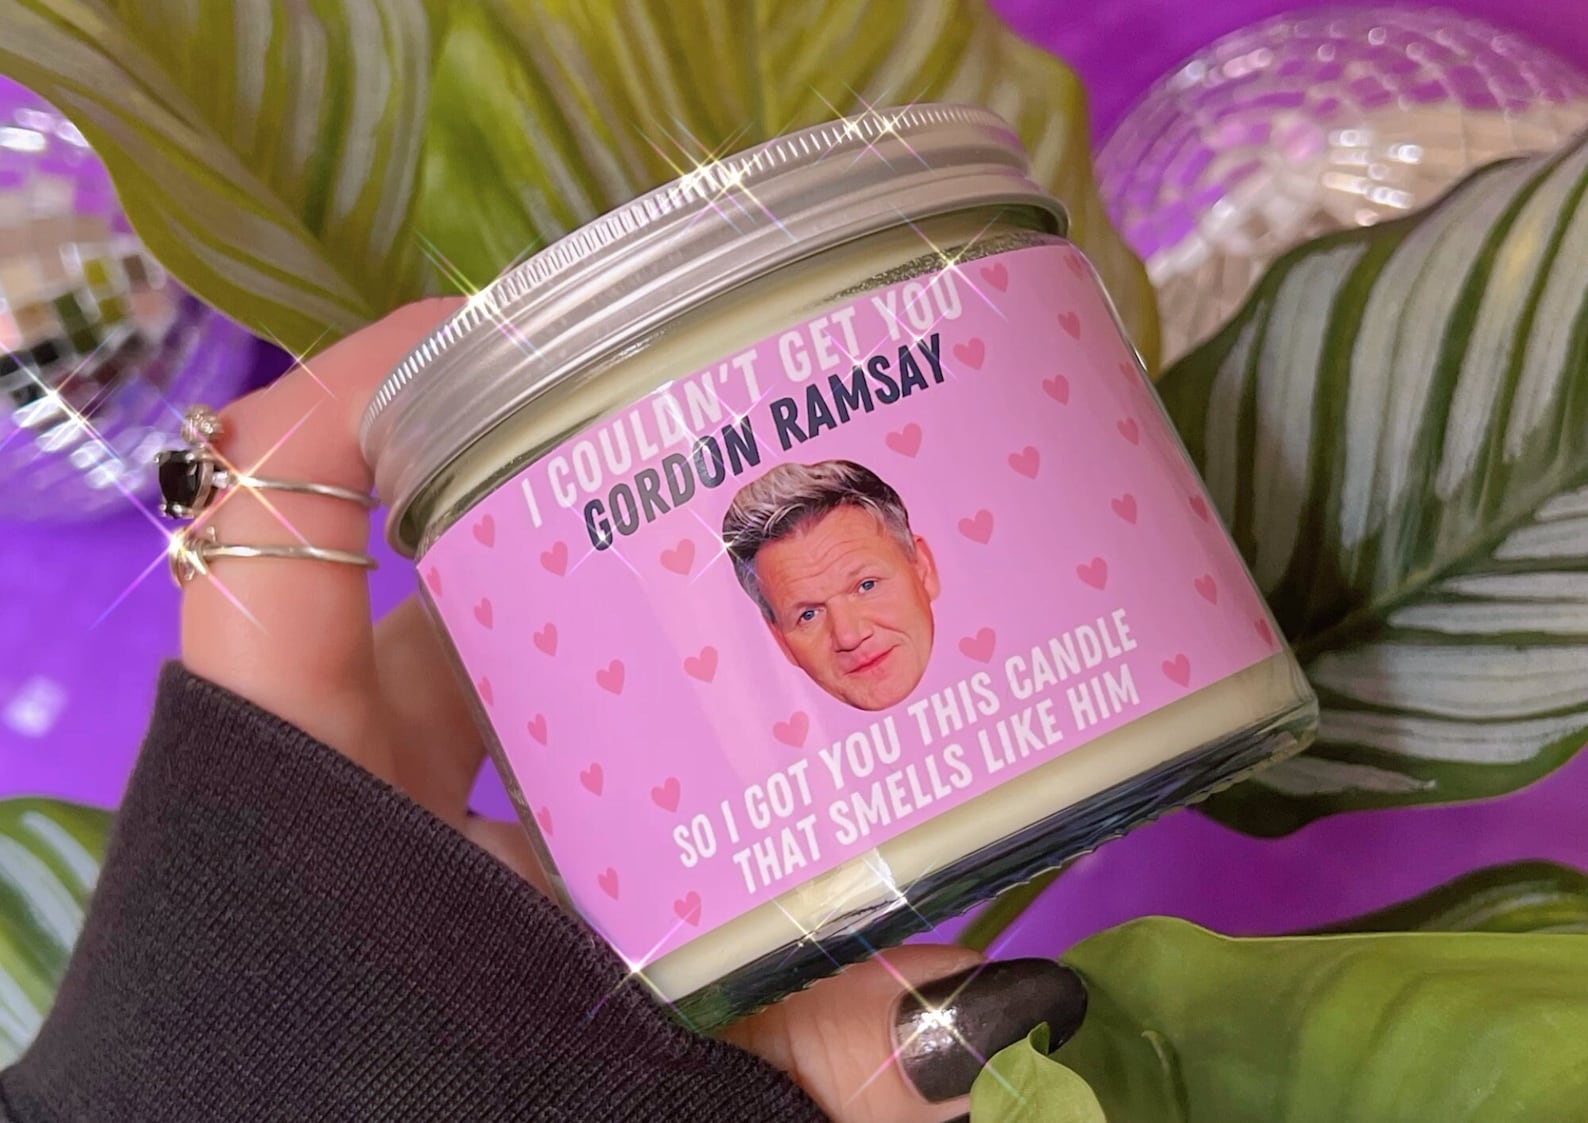 I COULDN'T GET YOU
GORDON RAMSAY
SO I GOT YOU THIS CANDLE
THAT SMELLS LIKE HIM